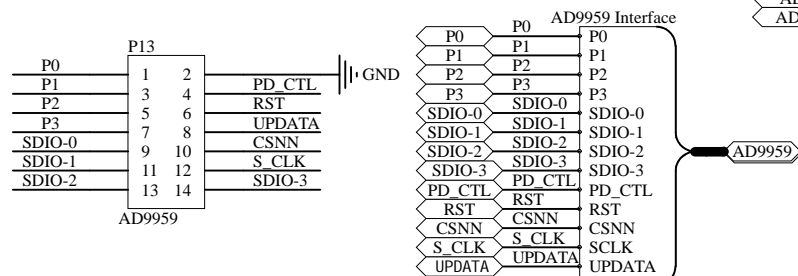 P13
P0 1 2 GND
P1 3 4 PD_CTL
P2 5 6 RST
P3 7 8 UPDATA
SDIO-0 9 10 CSNN
SDIO-1 11 12 S_CLK
SDIO-2 13 14 SDIO-3
AD9959
AD9959 Interface
P0 P0 P0
P1 P1 P1
P2 P2 P2
P3 P3 P3
SDIO-0 SDIO-0 SDIO-0
SDIO-1 SDIO-1 SDIO-1
SDIO-2 SDIO-2 SDIO-2
SDIO-3 SDIO-3 SDIO-3
PD_CTL PD_CTL PD_CTL
RST RST RST
CSNN CSNN CSNN
S_CLK S_CLK SCLK
UPDATA UPDATA UPDATA
AD9959